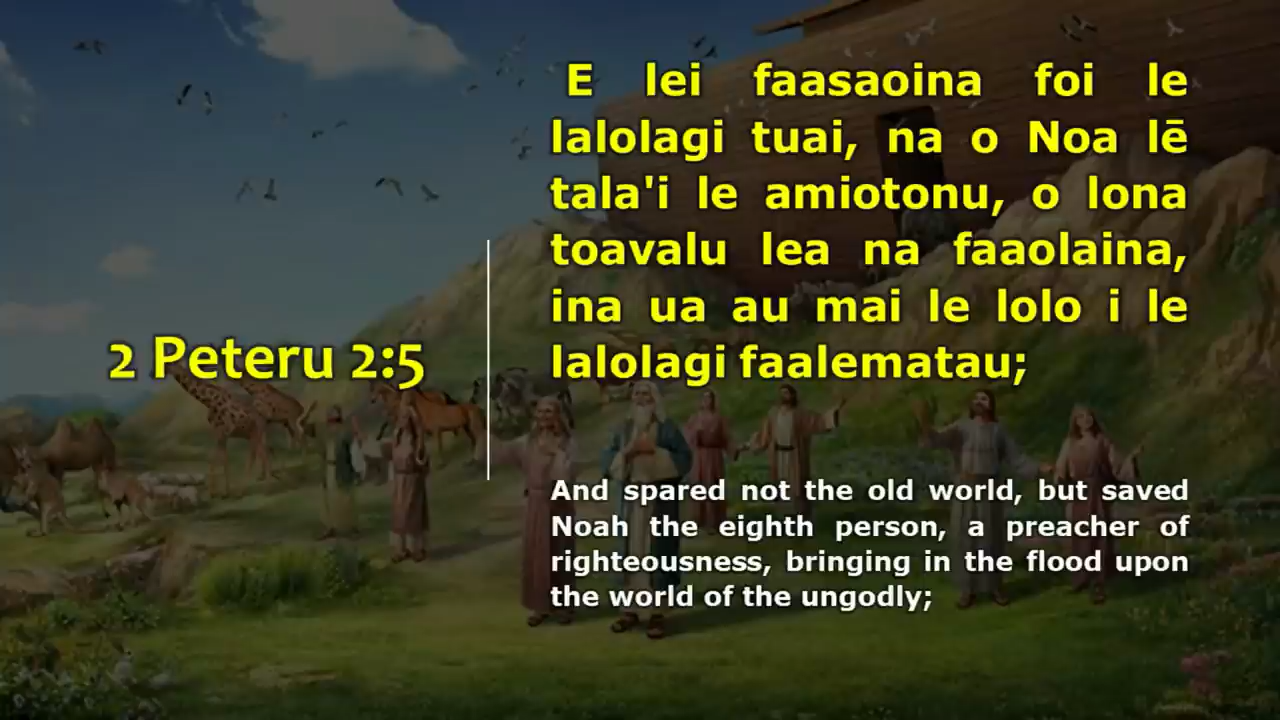 2 Peteru 2:5
E lei faasaoina foi le
lalolagi tuai, na o Noa lē
tala'i le amiotonu, o lona
toavalu lea na faaolaina,
ina ua au mai le lolo i le
lalolagi faalematau;
And spared not the old world, but saved
Noah the eighth person, a preacher of
righteousness, bringing in the flood upon
the world of the ungodly;